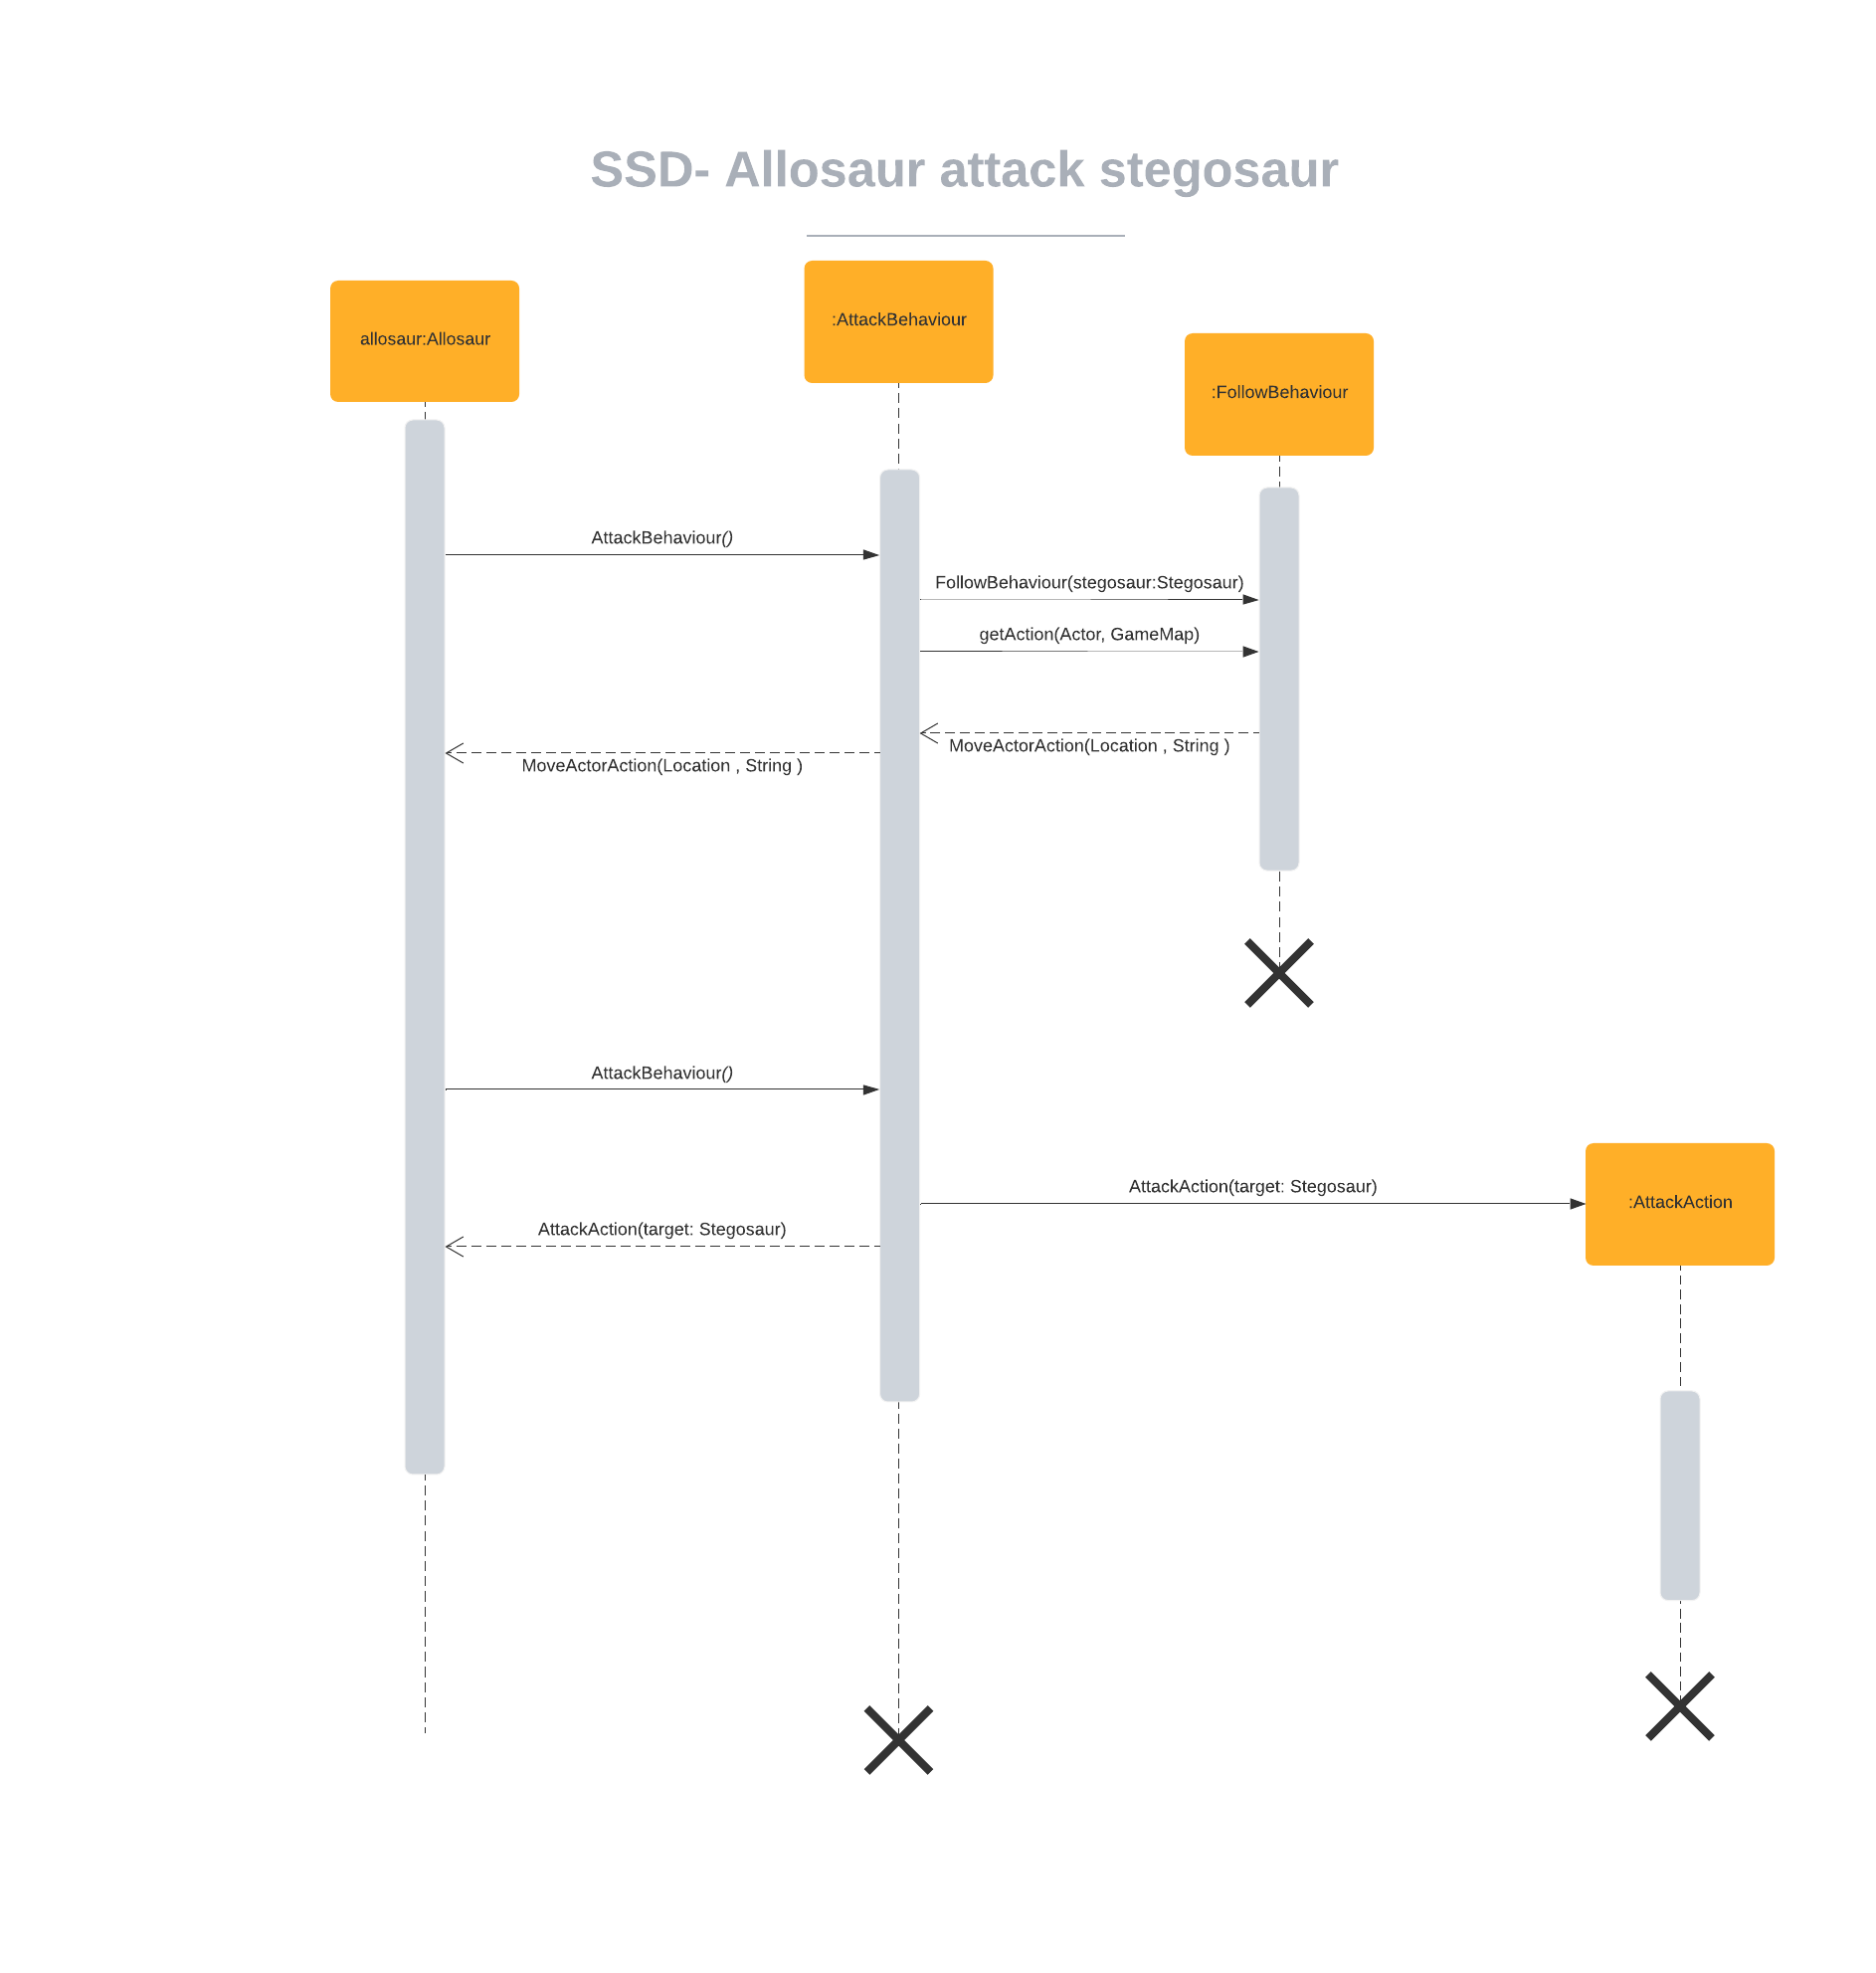 SSD- Allosaur attack stegosaur
:AttackBehaviour
allosaur:Allosaur
:FollowBehaviour
AttackBehaviour()
FollowBehaviour(stegosaur:Stegosaur)
getAction(Actor, GameMap)
MoveActorAction(Location , String )
MoveActorAction(Location , String )
AttackBehaviour()
AttackAction(target: Stegosaur)
:AttackAction
AttackAction(target: Stegosaur)